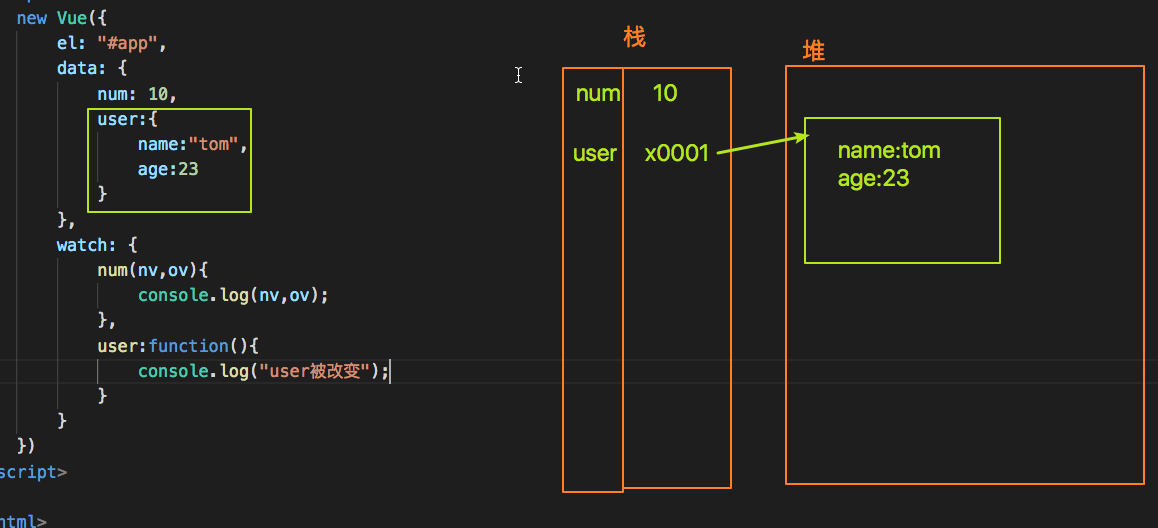 new Vue({
el: "#app",
data: {
num: 10,
user:{
name:"tom",
age:23
}
},
watch: {
num(nv,ov){
console.log(nv,ov);
},
user:function(){
console.log("user被改变");
}
}
})
script>
html>
栈
num 10
user x0001
堆
name:tom
age:23